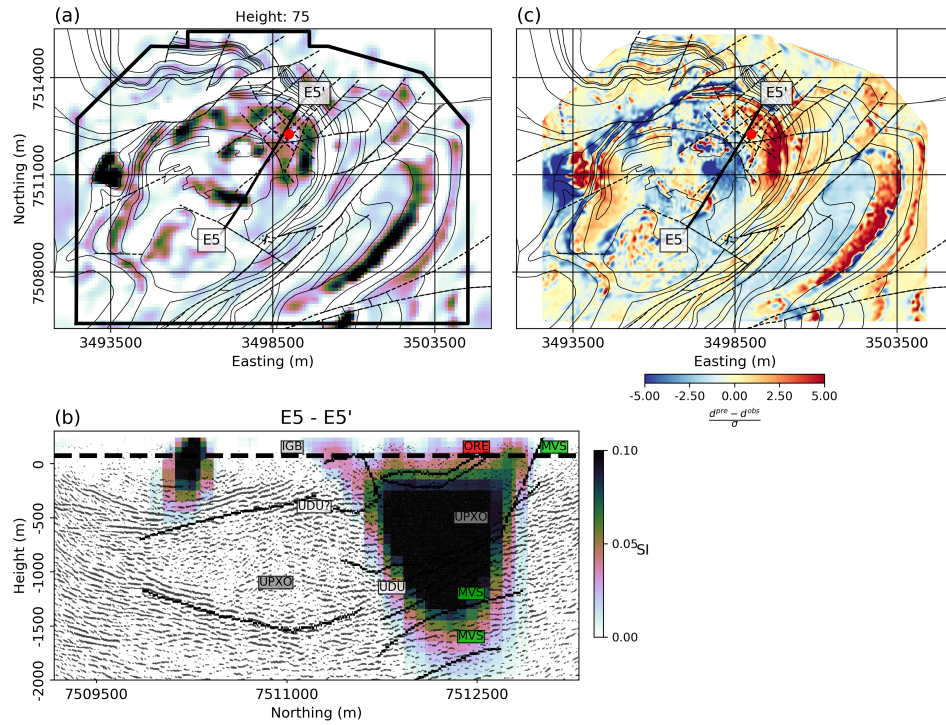 (a)
Height: 75
(c)
Northing (m)
7514000
7511000
7508000
E5'
E5
3493500
3498500
3503500
Easting (m)
E5'
E5
3493500
3498500
3503500
Easting (m)
-5.00
-2.50
0.00
2.50
5.00
d^pre − d^obs
σ
(b)
E5 - E5'
Height (m)
0
-500
-1000
-1500
-2000
IGB
ORE
MVS
UDU?
UPXO
UPXO
UDU
MVS
MVS
7509500
7511000
7512500
Northing (m)
0.10
0.05
0.00
SI